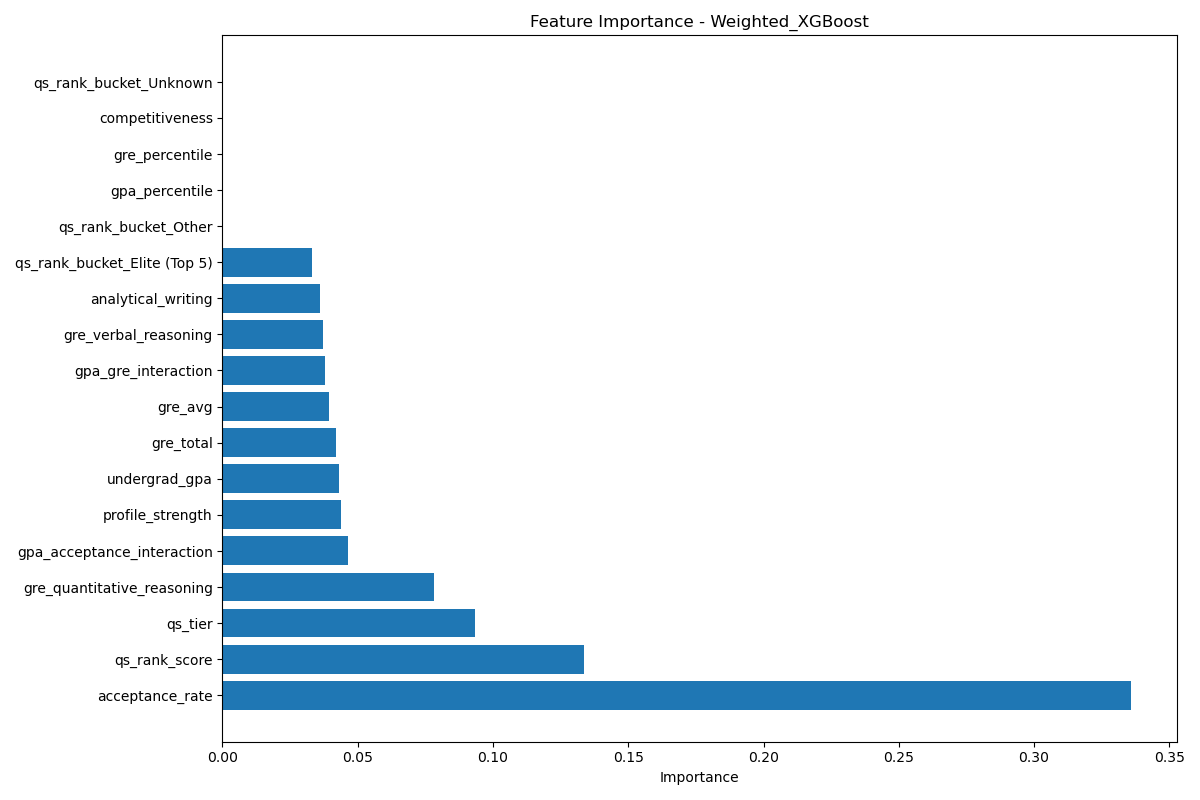 Feature Importance - Weighted_XGBoost
qs_rank_bucket_Unknown
competitiveness
gre_percentile
gpa_percentile
qs_rank_bucket_Other
qs_rank_bucket_Elite (Top 5)
analytical_writing
gre_verbal_reasoning
gpa_gre_interaction
gre_avg
gre_total
undergrad_gpa
profile_strength
gpa_acceptance_interaction
gre_quantitative_reasoning
qs_tier
qs_rank_score
acceptance_rate
0.00 0.05 0.10 0.15 0.20 0.25 0.30 0.35
Importance